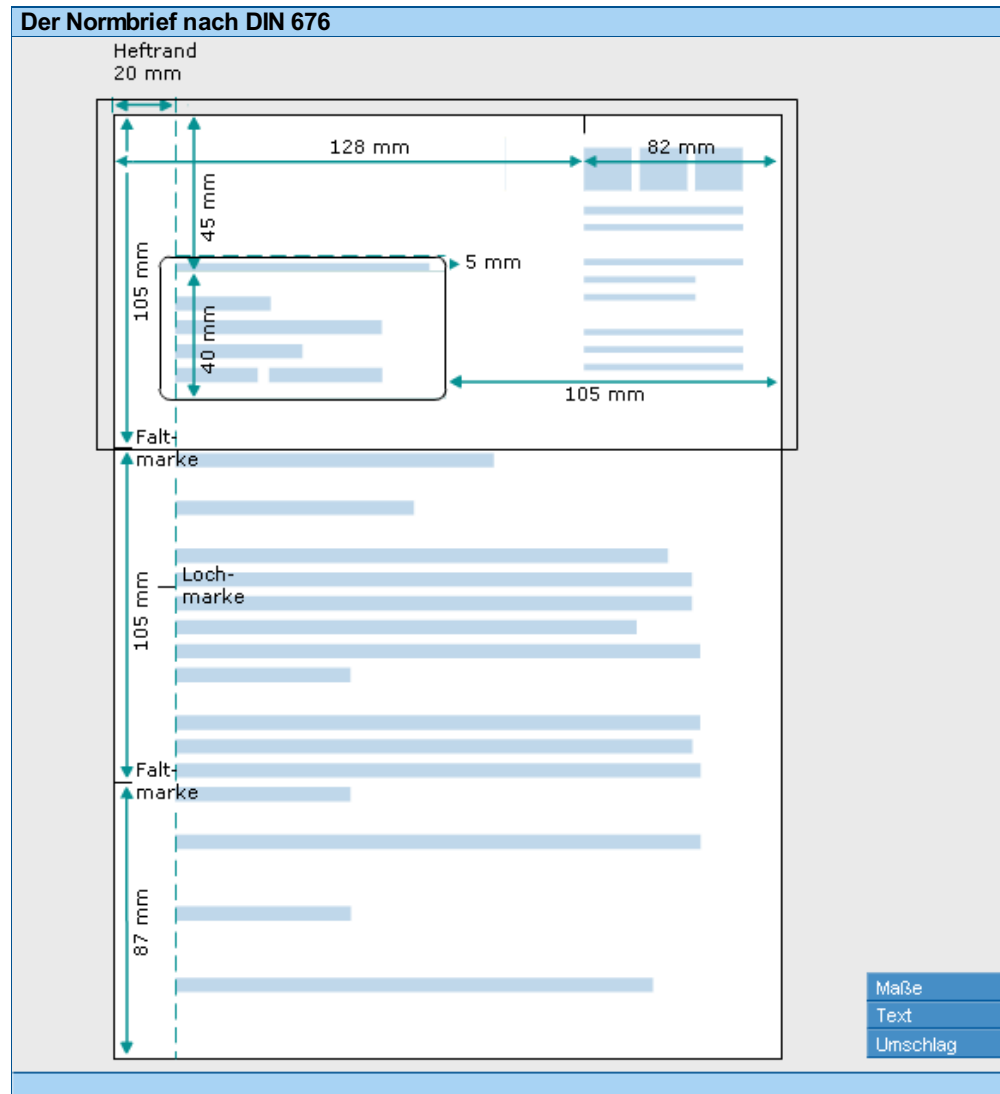 Der Normbrief nach DIN 676
Heftrand
20 mm
128 mm
82 mm
45 mm
105 mm
5 mm
40 mm
105 mm
Falt-
marke
Loch-
marke
105 mm
Falt-
marke
87 mm
Maße
Text
Umschlag